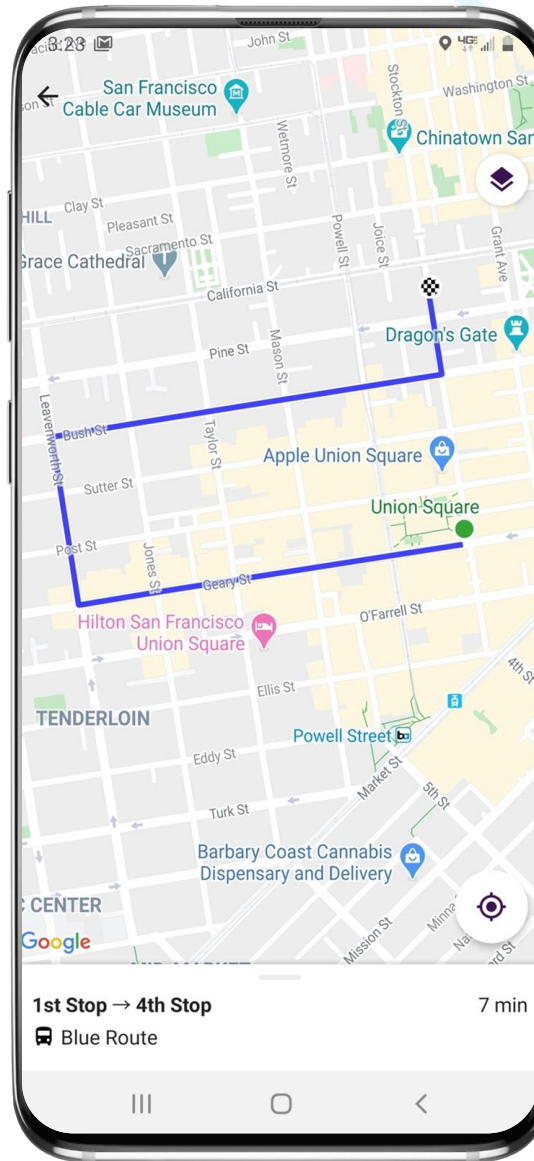 3:23
4GE
John St
San Francisco
Cable Car Museum
Stockton St
Washington St
Chinatown San
Wetmore St
Clay St
HILL
Pleasant St
Powell St
Joice St
Grant Ave
Sacramento St
Grace Cathedral
California St
Dragon's Gate
Pine St
Mason St
Leavenworth St
Bush St
Taylor St
Apple Union Square
Sutter St
Union Square
Post St
Jones St
Geary St
O'Farrell St
Hilton San Francisco
Union Square
4th St
Ellis St
TENDERLOIN
Powell Street
Eddy St
Market St
5th St
Turk St
Barbary Coast Cannabis
Dispensary and Delivery
CENTER
Minna
Mission St
Google
1st Stop → 4th Stop
7 min
Blue Route